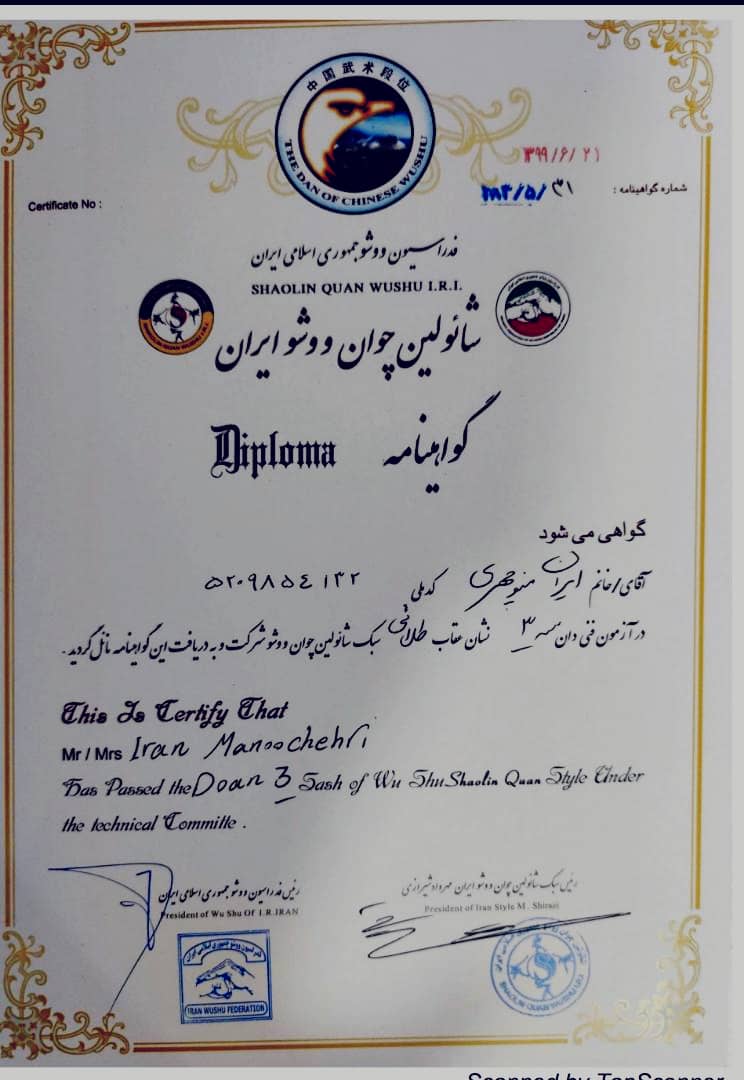 中国武术段位
THE DAN OF CHINESE WUSHU
۱۳۹۹/۶/۲۱
شماره گواهینامه :
Certificate No :
فدراسیون ووشو جمهوری اسلامی ایران
SHAOLIN QUAN WUSHU I.R.I.
شائولین چوان ووشو ایران
Diploma گواهینامه
گواهی می شود
آقای/خانم ایران منوچهری کدملی ۵۲۰۹۸۵۴۱۳۲
در آزمون فنی دان ۳ نشان عقاب طلائی سبک شائولین چوان ووشو شرکت و به دریافت این گواهینامه نائل گردید .
This Is Certify That
Mr / Mrs Iran Manoochehri
Has Passed the Doan 3 Sash of Wu Shu Shaolin Quan Style Under
the technical Committe .
رئیس فدراسیون ووشو جمهوری اسلامی ایران
President of Wu Shu Of I.R.IRAN
رئیس سبک شائولین چوان ووشو ایران مهرداد شیرازی
President of Iran Style M . Shirazi
IRAN WUSHU FEDERATION
SHAOLIN QUAN WUSHU I.R.I
Scanned by TapScanner